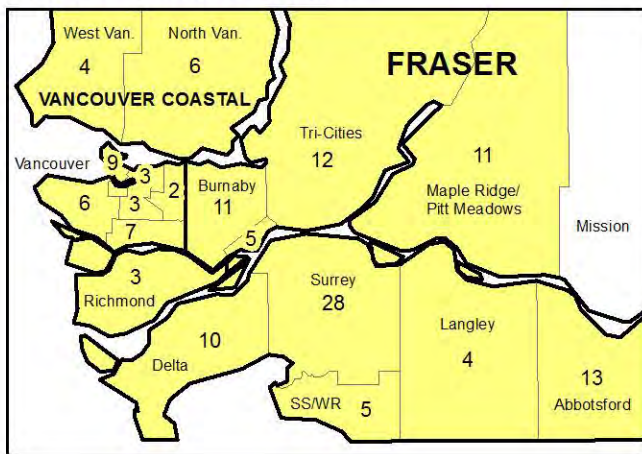 West Van.
North Van.
4
6
FRASER
VANCOUVER COASTAL
Tri-Cities
12
11
Maple Ridge/
Pitt Meadows
Mission
Vancouver
9
3
2
6
3
7
Burnaby
11
5
3
Richmond
Surrey
28
10
Delta
Langley
4
13
Abbotsford
SS/WR
5